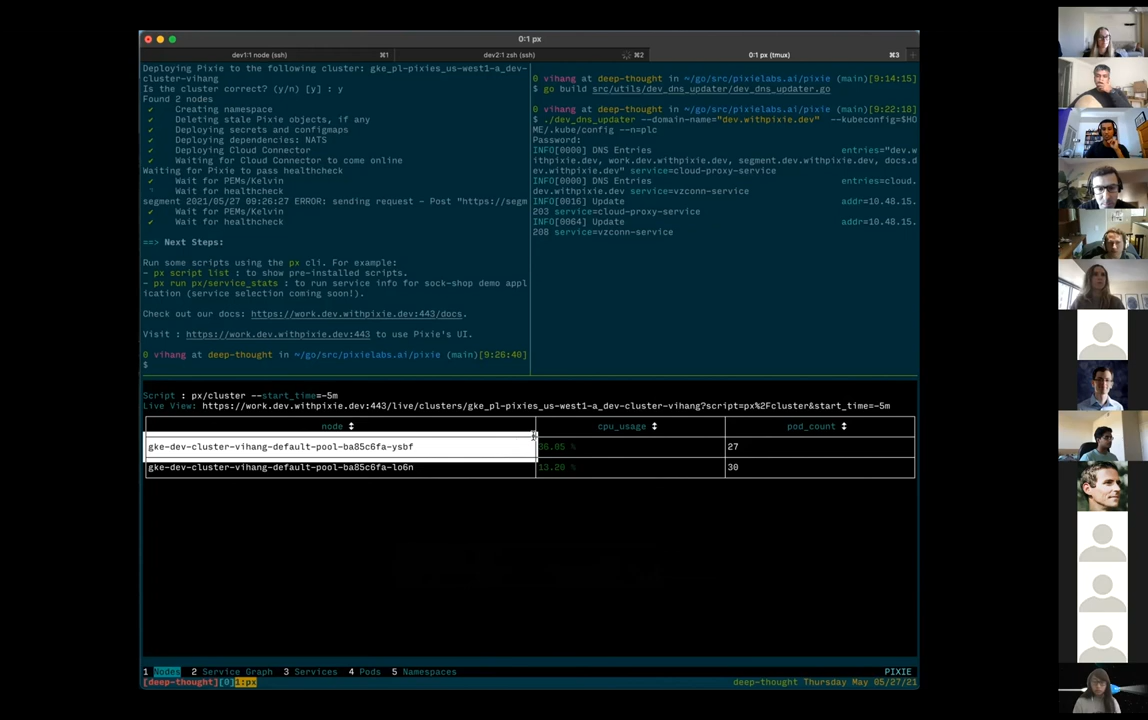 0:1 px
dev1:1 node (ssh) ⌘1
dev2:1 zsh (ssh) ⌘2
0:1 px (tmux) ⌘3
Deploying Pixie to the following cluster: gke_pl-pixies_us-west1-a_dev-
cluster-vihang
Is the cluster correct? (y/n) [y] : y
Found 2 nodes
✔ Creating namespace
✔ Deleting stale Pixie objects, if any
✔ Deploying secrets and configmaps
✔ Deploying dependencies: NATS
✔ Deploying Cloud Connector
✔ Waiting for Cloud Connector to come online
Waiting for Pixie to pass healthcheck
✔ Wait for PEMs/Kelvin
Wait for healthcheck
segment 2021/05/27 09:26:27 ERROR: sending request - Post "https://segm
✔ Wait for PEMs/Kelvin
✔ Wait for healthcheck
==> Next Steps:
Run some scripts using the px cli. For example:
- px script list : to show pre-installed scripts.
- px run px/service_stats : to run service info for sock-shop demo appl
ication (service selection coming soon!).
Check out our docs: https://work.dev.withpixie.dev:443/docs.
Visit : https://work.dev.withpixie.dev:443 to use Pixie's UI.
0 vihang at deep-thought in ~/go/src/pixielabs.ai/pixie (main)[9:26:40]
$
0 vihang at deep-thought in ~/go/src/pixielabs.ai/pixie (main)[9:14:15]
$ go build src/utils/dev_dns_updater/dev_dns_updater.go
0 vihang at deep-thought in ~/go/src/pixielabs.ai/pixie (main)[9:22:18]
$ ./dev_dns_updater --domain-name="dev.withpixie.dev" --kubeconfig=$HO
ME/.kube/config --n=plc
Password:
INFO[0000] DNS Entries entries="dev.w
ithpixie.dev, work.dev.withpixie.dev, segment.dev.withpixie.dev, docs.d
ev.withpixie.dev" service=cloud-proxy-service
INFO[0000] DNS Entries entries=cloud.
dev.withpixie.dev service=vzconn-service
INFO[0016] Update addr=10.48.15.
203 service=cloud-proxy-service
INFO[0064] Update addr=10.48.15.
208 service=vzconn-service
Script : px/cluster --start_time=-5m
Live View: https://work.dev.withpixie.dev:443/live/clusters/gke_pl-pixies_us-west1-a_dev-cluster-vihang?script=px%2Fcluster&start_time=-5m
node cpu_usage pod_count
gke-dev-cluster-vihang-default-pool-ba85c6fa-ysbf 36.05 % 27
gke-dev-cluster-vihang-default-pool-ba85c6fa-lo6n 13.20 % 30
1 Nodes 2 Service Graph 3 Services 4 Pods 5 Namespaces PIXIE
[deep-thought][0]1:px deep-thought Thursday May 05/27/21